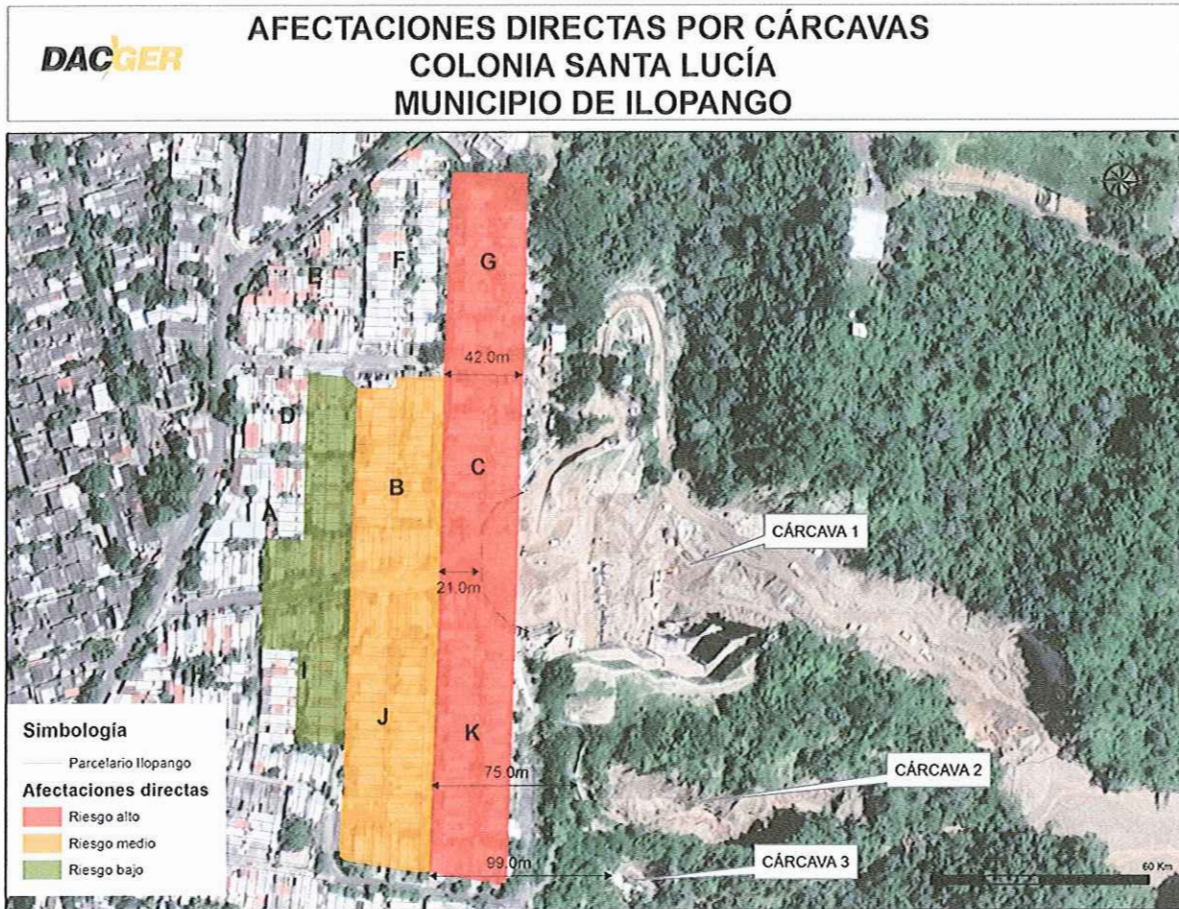 DACGER
AFECTACIONES DIRECTAS POR CÁRCAVAS
COLONIA SANTA LUCÍA
MUNICIPIO DE ILOPANGO
E
F
G
42.0m
D
B
C
A
CÁRCAVA 1
21.0m
I
J
K
75.0m
CÁRCAVA 2
99.0m
CÁRCAVA 3
60 Km
Simbología
Parcelario Ilopango
Afectaciones directas
Riesgo alto
Riesgo medio
Riesgo bajo